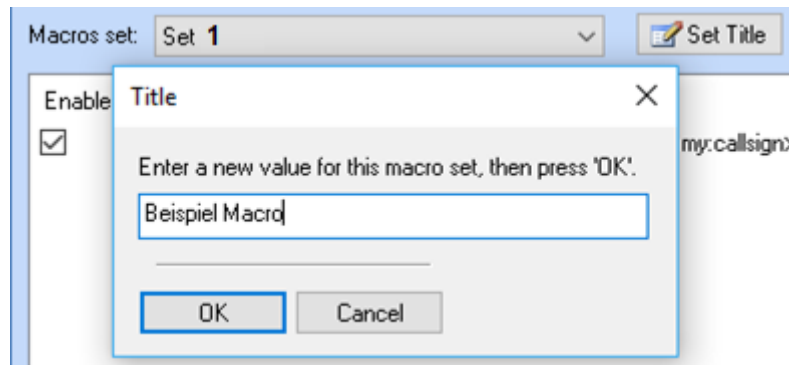 Macros set: Set 1 Set Title
Enable
Title
my:callsign>
Enter a new value for this macro set, then press 'OK'.
Beispiel Macro
OK Cancel